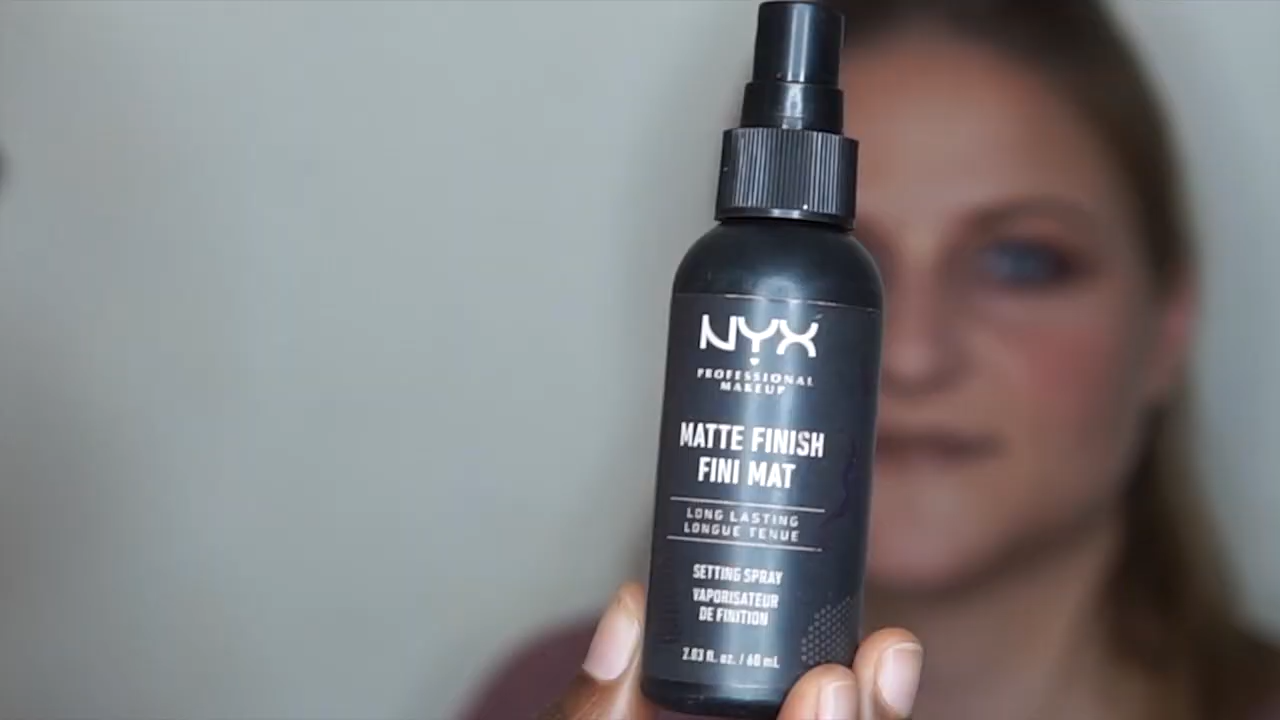 NYX
PROFESSIONAL
MAKEUP
MATTE FINISH
FINI MAT
LONG LASTING
LONGUE TENUE
SETTING SPRAY
VAPORISATEUR
DE FINITION
2.03 fl. oz. / 60 mL